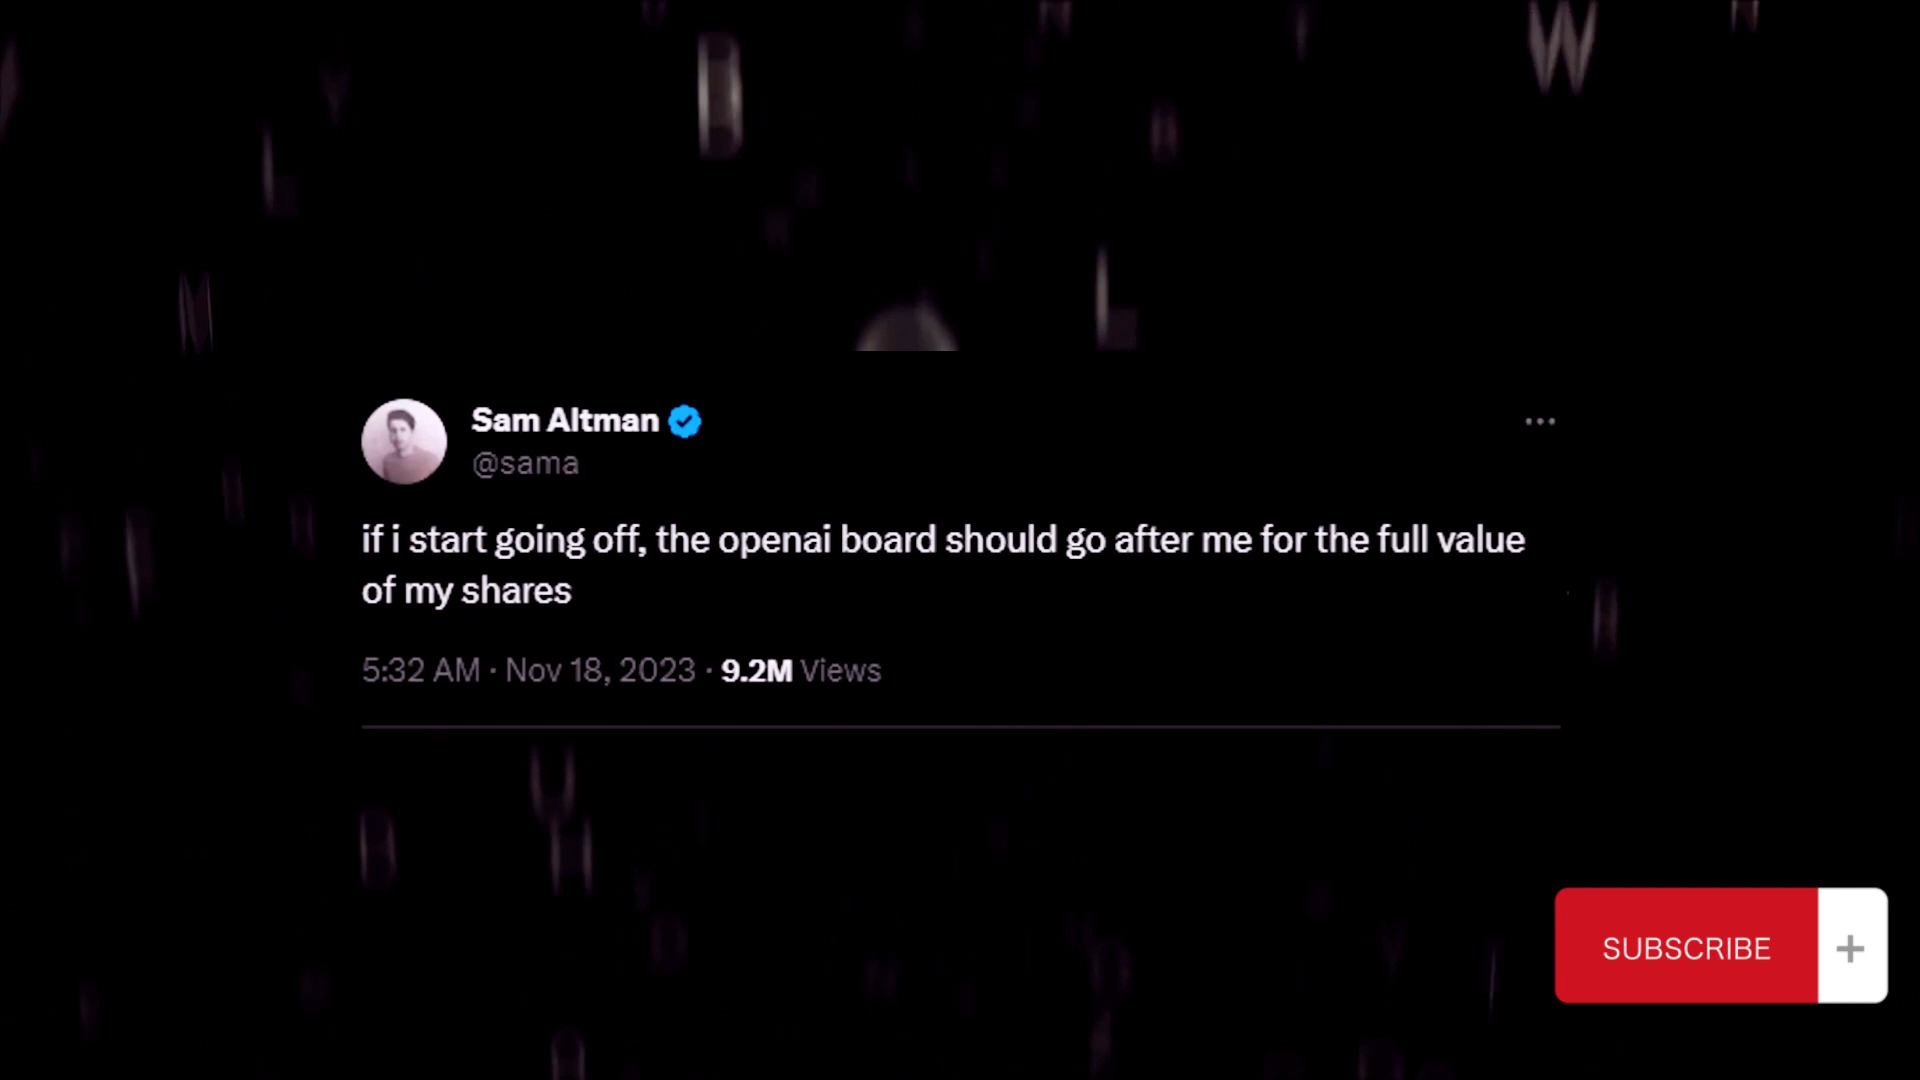 Sam Altman
@sama
if i start going off, the openai board should go after me for the full value
of my shares
5:32 AM · Nov 18, 2023 · 9.2M Views
SUBSCRIBE +